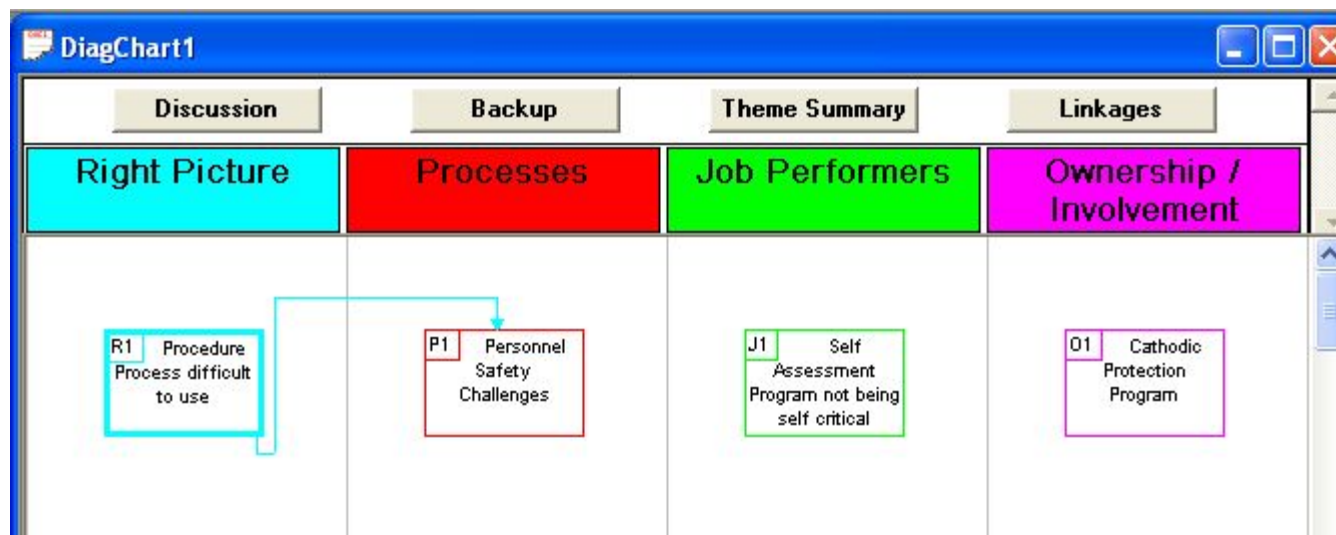 DiagChart1
Discussion
Backup
Theme Summary
Linkages
Right Picture
Processes
Job Performers
Ownership /
Involvement
R1 Procedure
Process difficult
to use
P1 Personnel
Safety
Challenges
J1 Self
Assessment
Program not being
self critical
O1 Cathodic
Protection
Program